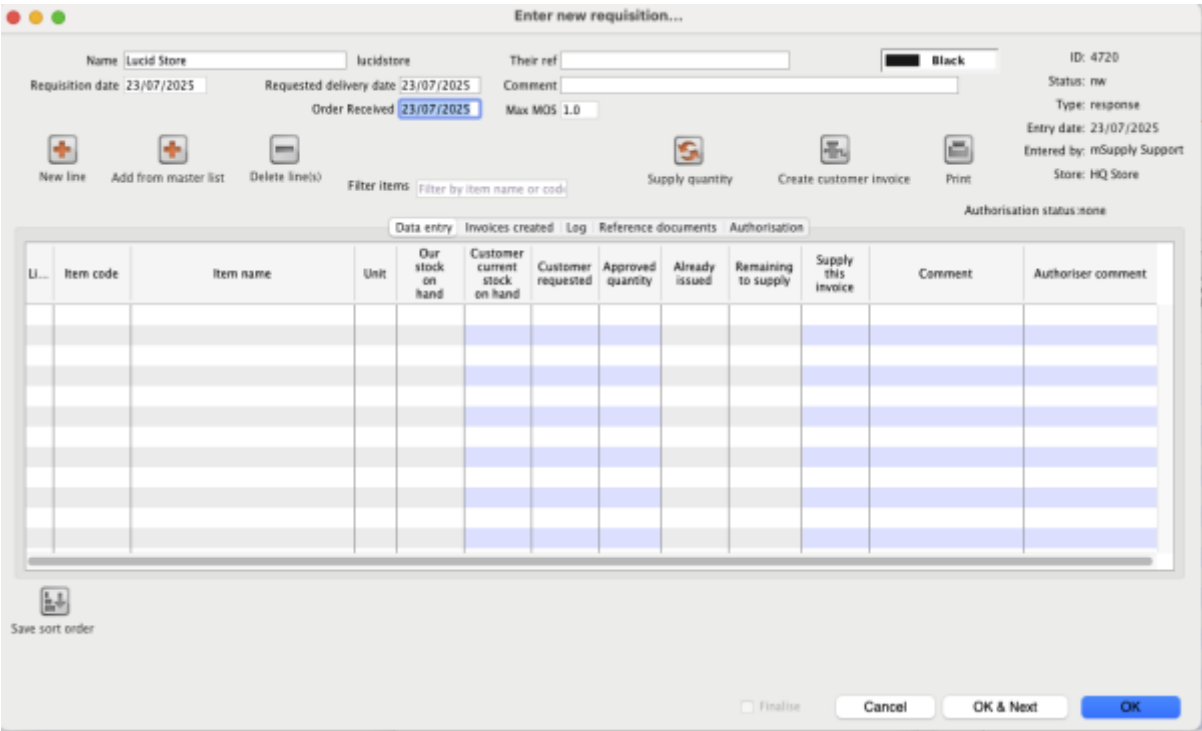 Enter new requisition...
Name Lucid Store lucidstore Their ref Black ID: 4720
Requisition date 23/07/2025 Requested delivery date 23/07/2025 Comment Status: nw
Order Received 23/07/2025 Max MOS 1.0 Type: response
Entry date: 23/07/2025
Entered by: mSupply Support
Store: HQ Store
New line Add from master list Delete line(s) Filter items Filter by item name or code Supply quantity Create customer invoice Print
Authorisation status:none
Data entry Invoices created Log Reference documents Authorisation
Li... Item code Item name Unit Our stock on hand Customer current stock on hand Customer requested Approved quantity Already issued Remaining to supply Supply this invoice Comment Authoriser comment
Save sort order
Finalise Cancel OK & Next OK